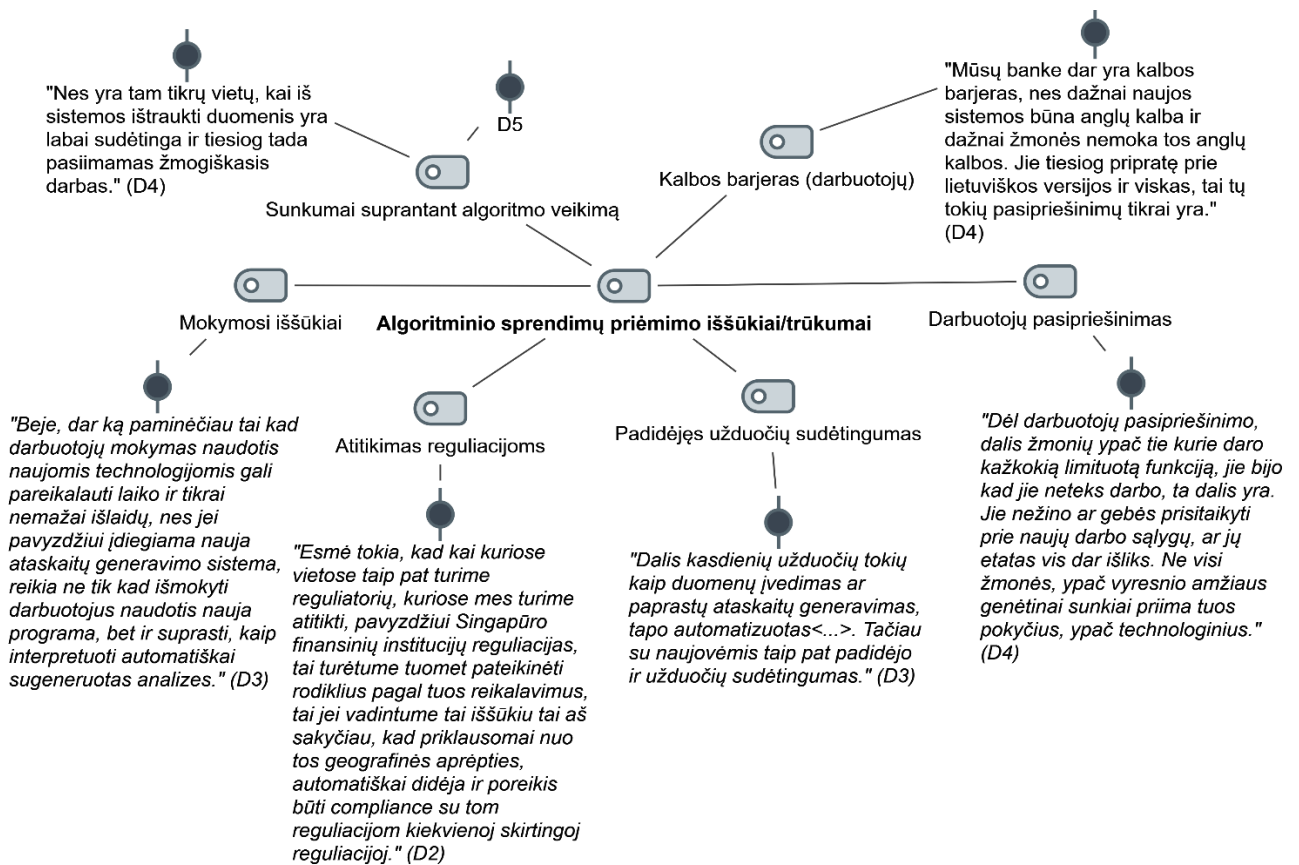 "Nes yra tam tikrų vietų, kai iš
sistemos ištraukti duomenis yra
labai sudėtinga ir tiesiog tada
pasiimamas žmogiškasis
darbas." (D4)
D5
Sunkumai suprantant algoritmo veikimą
Kalbos barjeras (darbuotojų)
"Mūsų banke dar yra kalbos
barjeras, nes dažnai naujos
sistemos būna anglų kalba ir
dažnai žmonės nemoka tos anglų
kalbos. Jie tiesiog pripratę prie
lietuviškos versijos ir viskas, tai tų
tokių pasipriešinimų tikrai yra."
(D4)
Mokymosi iššūkiai
Algoritminio sprendimų priėmimo iššūkiai/trūkumai
Darbuotojų pasipriešinimas
"Beje, dar ką paminėčiau tai kad
darbuotojų mokymas naudotis
naujomis technologijomis gali
pareikalauti laiko ir tikrai
nemažai išlaidų, nes jei
pavyzdžiui įdiegiama nauja
ataskaitų generavimo sistema,
reikia ne tik kad išmokyti
darbuotojus naudotis nauja
programa, bet ir suprasti, kaip
interpretuoti automatiškai
sugeneruotas analizes." (D3)
Atitikimas reguliacijoms
"Esmė tokia, kad kai kuriose
vietose taip pat turime
reguliatorių, kuriose mes turime
atitikti, pavyzdžiui Singapūro
finansinių institucijų reguliacijas,
tai turėtume tuomet pateikinėti
rodiklius pagal tuos reikalavimus,
tai jei vadintume tai iššūkiu tai aš
sakyčiau, kad priklausomai nuo
tos geografinės aprėpties,
automatiškai didėja ir poreikis
būti compliance su tom
reguliacijom kiekvienoj skirtingoj
reguliacijoj." (D2)
Padidėjęs užduočių sudėtingumas
"Dalis kasdienių užduočių tokių
kaip duomenų įvedimas ar
paprastų ataskaitų generavimas,
tapo automatizuotas<...>. Tačiau
su naujovėmis taip pat padidėjo
ir užduočių sudėtingumas." (D3)
"Dėl darbuotojų pasipriešinimo,
dalis žmonių ypač tie kurie daro
kažkokią limituotą funkciją, jie bijo
kad jie neteks darbo, ta dalis yra.
Jie nežino ar gebės prisitaikyti
prie naujų darbo sąlygų, ar jų
etatas vis dar išliks. Ne visi
žmonės, ypač vyresnio amžiaus
genėtinai sunkiai priima tuos
pokyčius, ypač technologinius."
(D4)